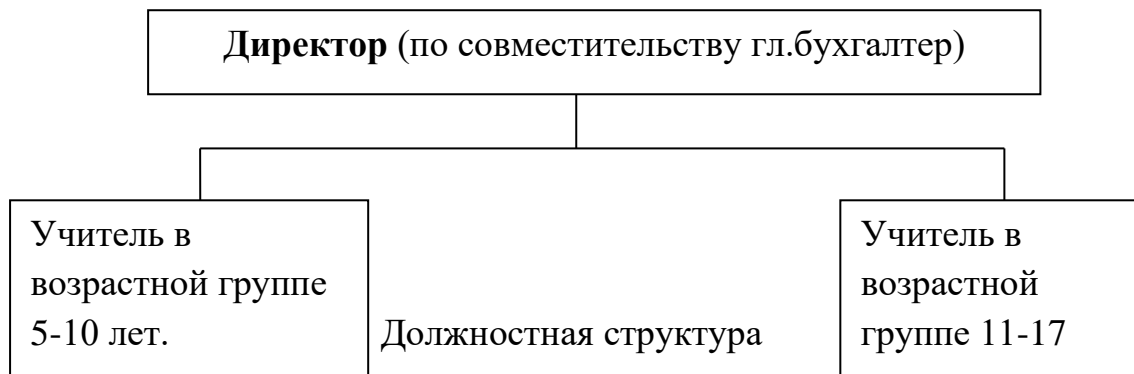 Директор (по совместительству гл.бухгалтер)
Учитель в
возрастной группе
5-10 лет.
Должностная структура
Учитель в
возрастной
группе 11-17